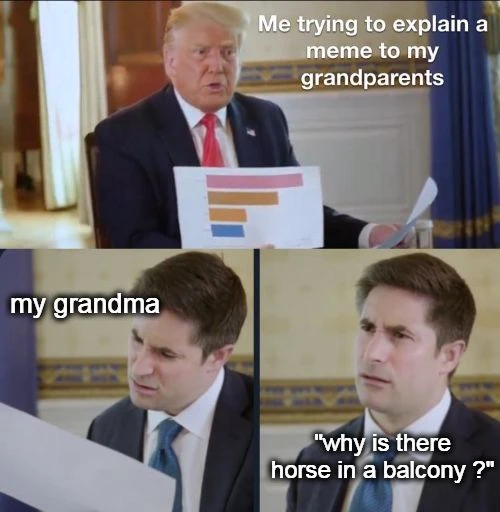 Me trying to explain a
meme to my
grandparents
my grandma
"why is there
horse in a balcony ?"